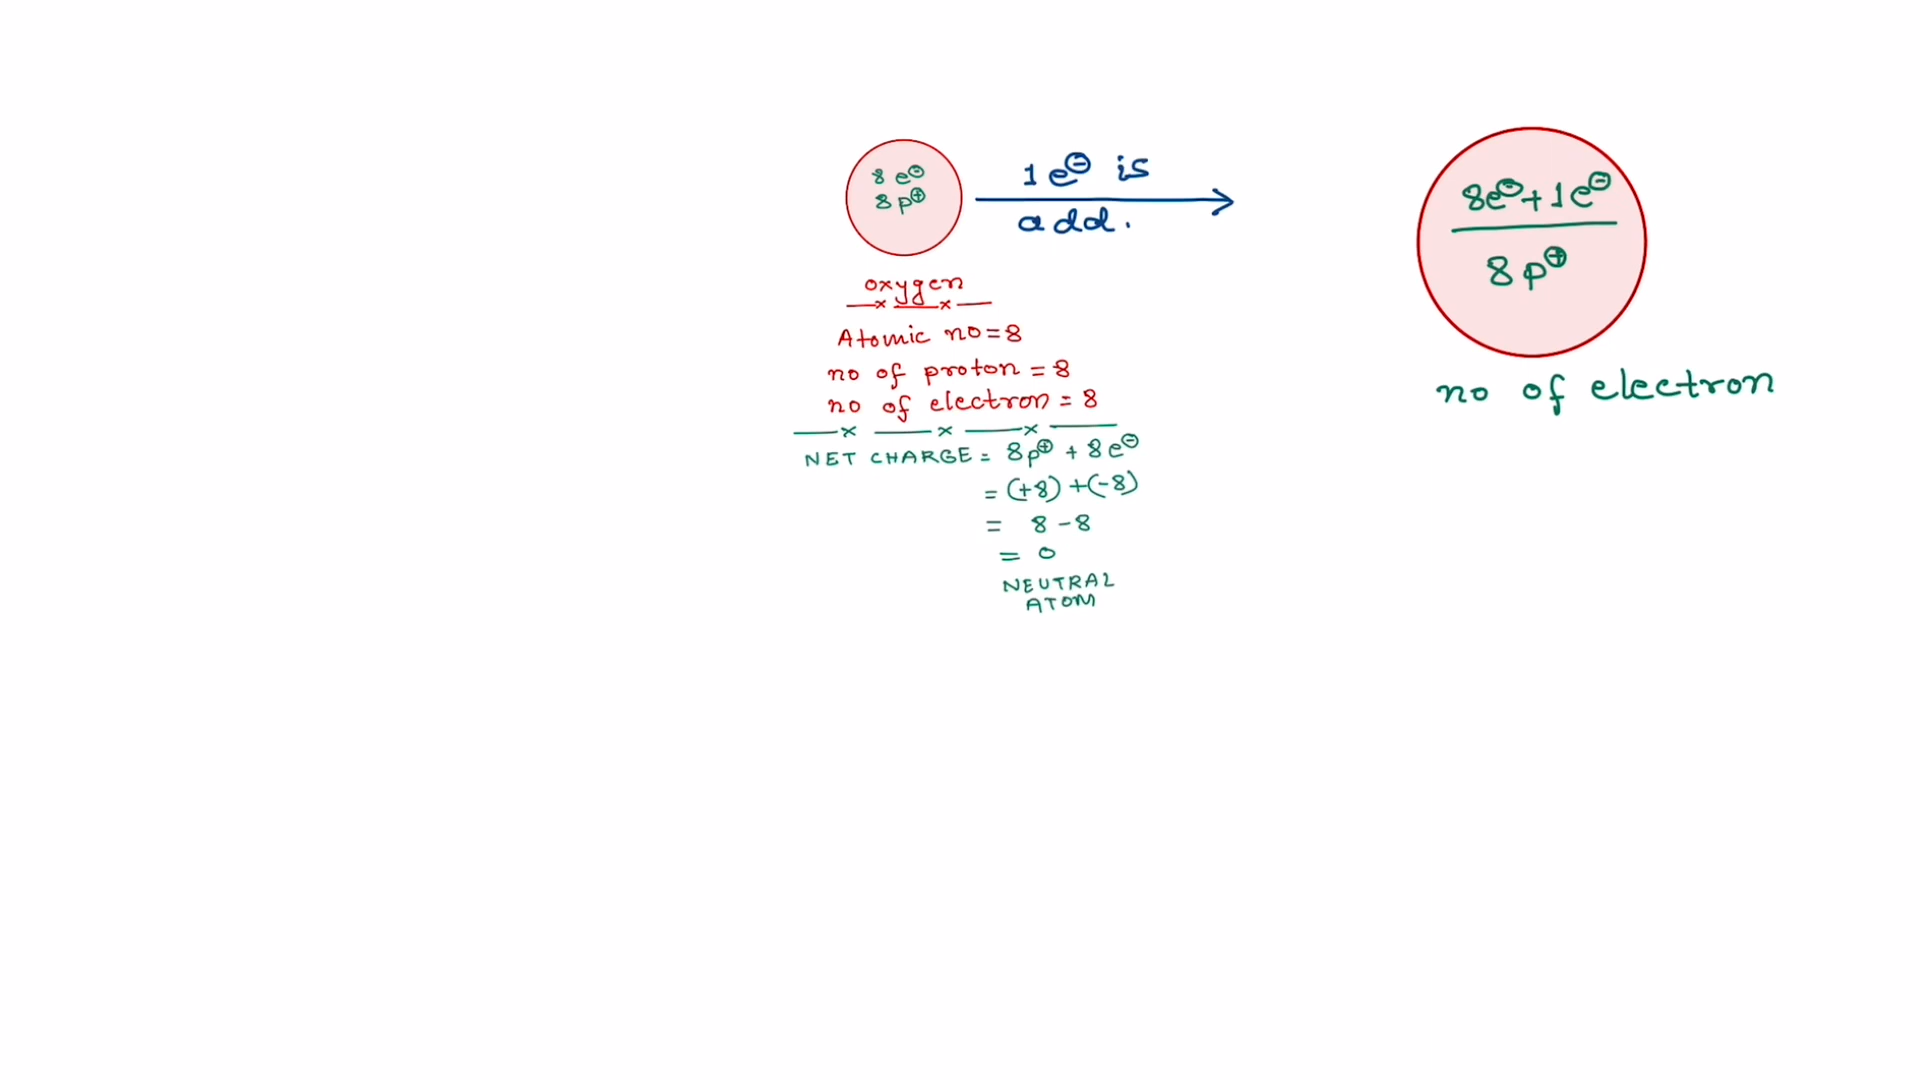 8 e⊖
8 p⊕
1 e⊖ is
add.
oxygen
Atomic no = 8
no of proton = 8
no of electron = 8
NET CHARGE = 8p⊕ + 8e⊖
= (+8) + (-8)
= 8 - 8
= 0
NEUTRAL
ATOM
8e⊖ + 1e⊖
8p⊕
no of electron